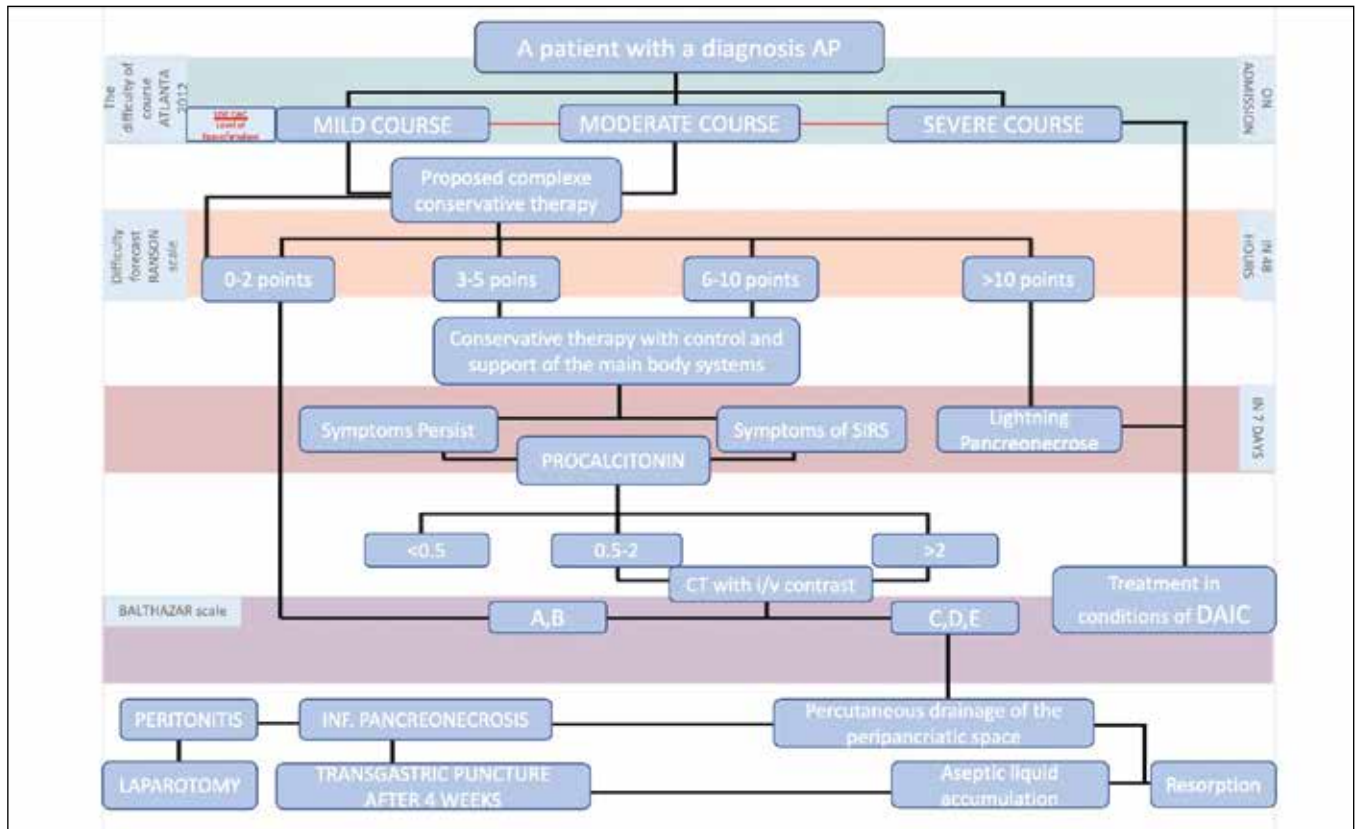 A patient with a diagnosis AP
The
difficulty of
course
ATLANTA
2012
ON
ADMISSION
Level of
MILD COURSE
MODERATE COURSE
SEVERE COURSE
Proposed complexe
conservative therapy
Difficulty
forecast
RANSON
scale
IN 48
HOURS
0-2 points
3-5 poins
6-10 points
>10 points
Conservative therapy with control and
support of the main body systems
IN 7 DAYS
Symptoms Persist
Symptoms of SIRS
Lightning
Pancreonecrose
PROCALCITONIN
<0.5
0.5-2
>2
CT with i/v contrast
Treatment in
conditions of DAIC
BALTHAZAR scale
A,B
C,D,E
PERITONITIS
INF. PANCREONECROSIS
Percutaneous drainage of the
peripancriatic space
LAPAROTOMY
TRANSGASTRIC PUNCTURE
AFTER 4 WEEKS
Aseptic liquid
accumulation
Resorption